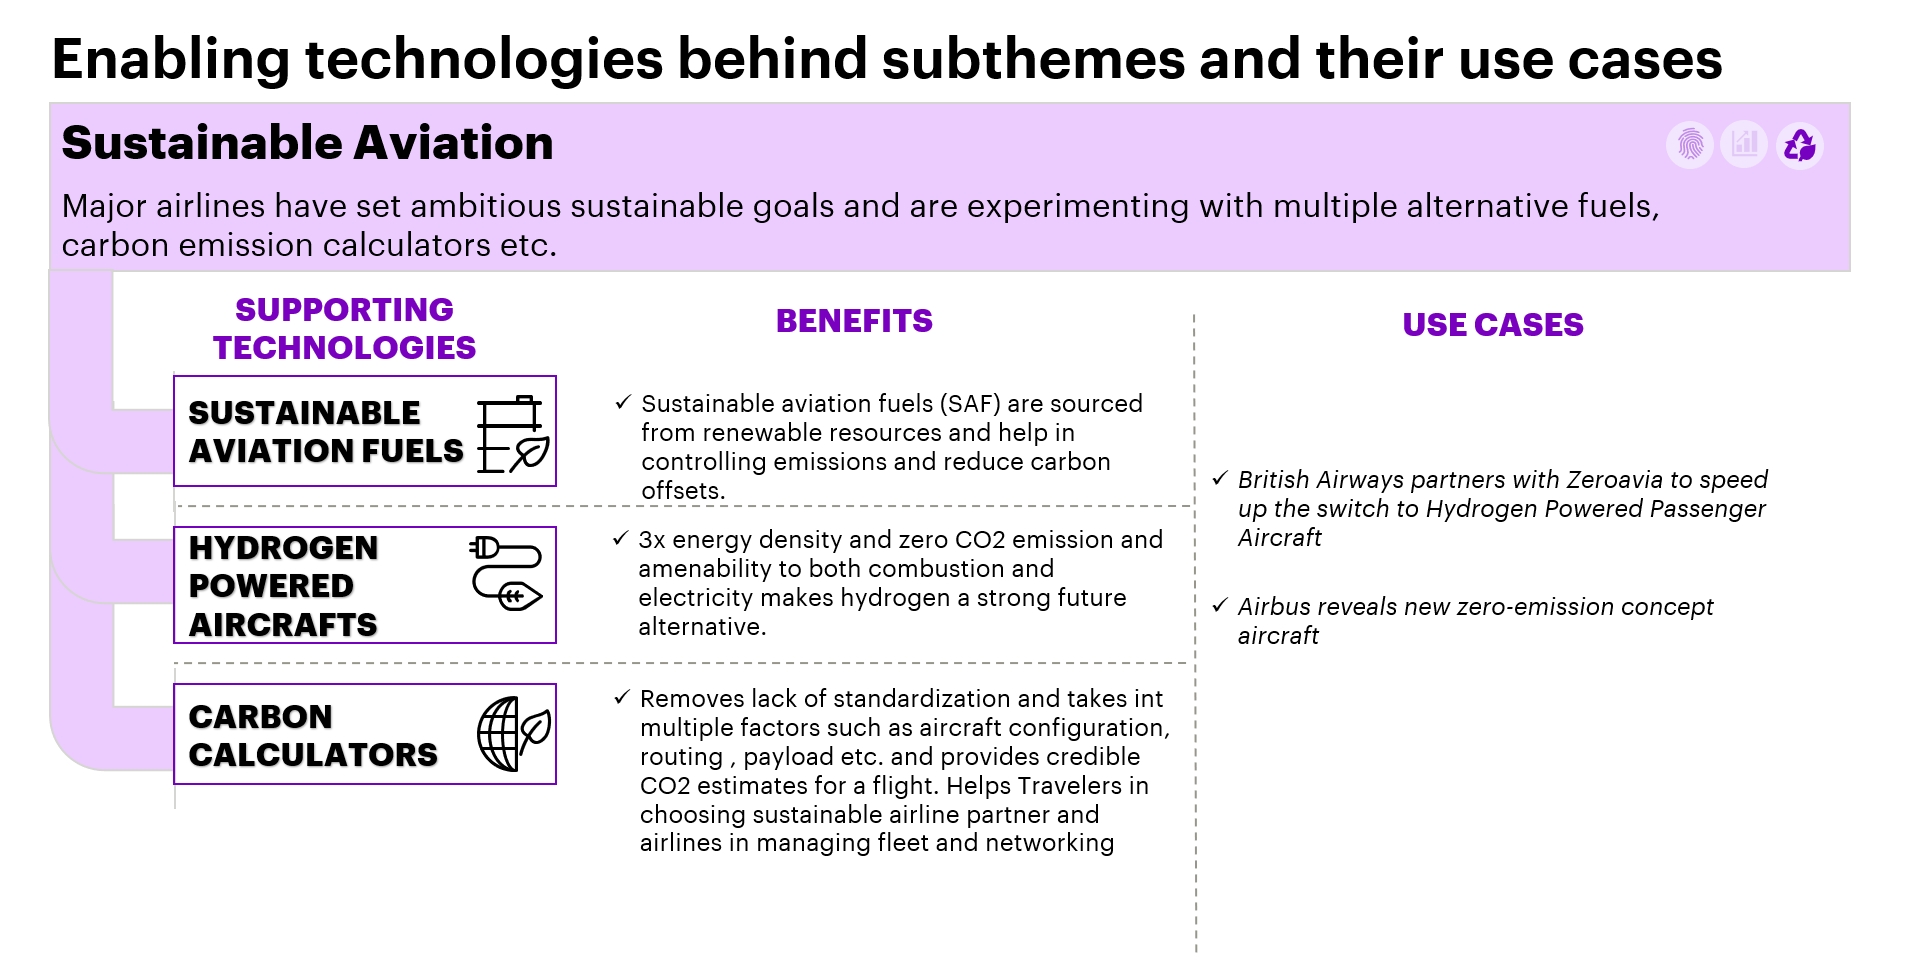 Enabling technologies behind subthemes and their use cases
Sustainable Aviation
Major airlines have set ambitious sustainable goals and are experimenting with multiple alternative fuels,
carbon emission calculators etc.
SUPPORTING
TECHNOLOGIES
BENEFITS
USE CASES
SUSTAINABLE
AVIATION FUELS
✓ Sustainable aviation fuels (SAF) are sourced
from renewable resources and help in
controlling emissions and reduce carbon
offsets.
HYDROGEN
POWERED
AIRCRAFTS
✓ 3x energy density and zero CO2 emission and
amenability to both combustion and
electricity makes hydrogen a strong future
alternative.
CARBON
CALCULATORS
✓ Removes lack of standardization and takes int
multiple factors such as aircraft configuration,
routing , payload etc. and provides credible
CO2 estimates for a flight. Helps Travelers in
choosing sustainable airline partner and
airlines in managing fleet and networking
✓ British Airways partners with Zeroavia to speed
up the switch to Hydrogen Powered Passenger
Aircraft
✓ Airbus reveals new zero-emission concept
aircraft